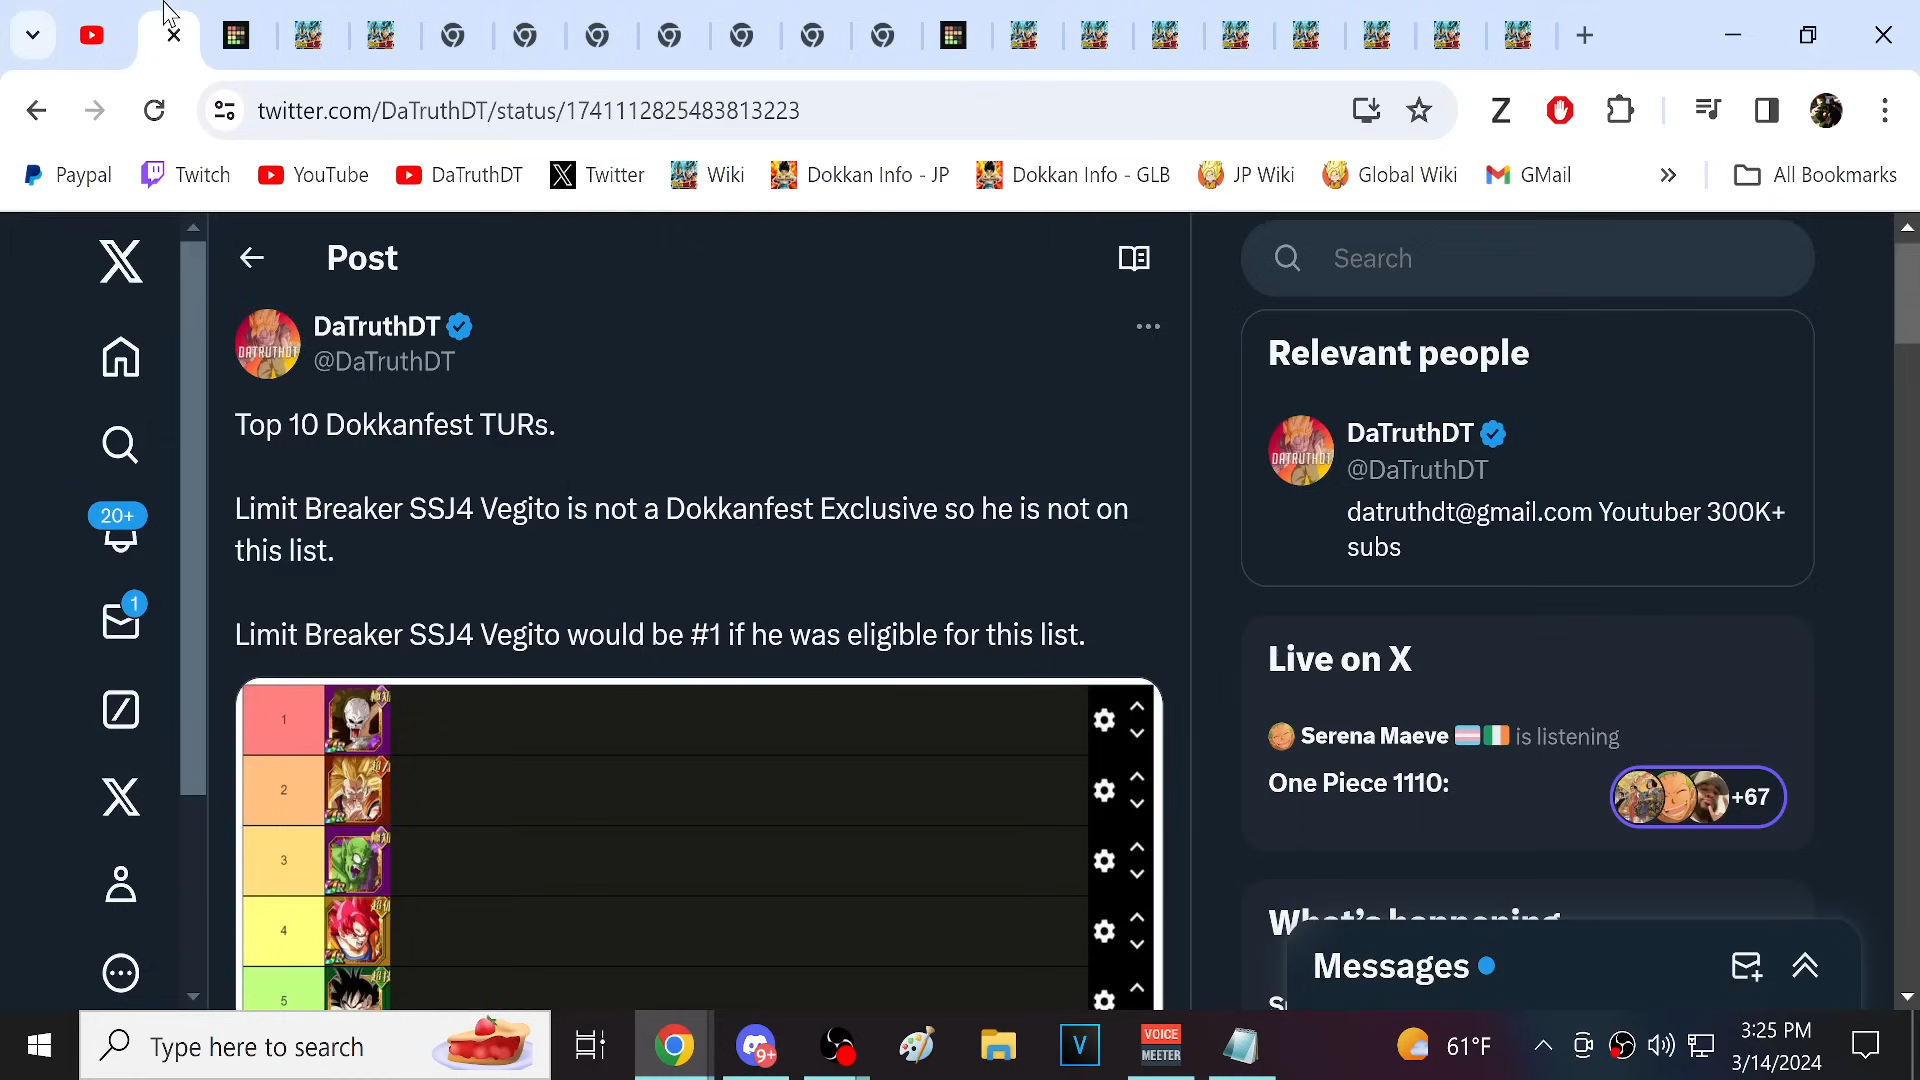 twitter.com/DaTruthDT/status/1741112825483813223
Paypal
Twitch
YouTube
DaTruthDT
Twitter
Wiki
Dokkan Info - JP
Dokkan Info - GLB
JP Wiki
Global Wiki
GMail
»
All Bookmarks
Post
Search
DaTruthDT
@DaTruthDT
Top 10 Dokkanfest TURs.
Limit Breaker SSJ4 Vegito is not a Dokkanfest Exclusive so he is not on
this list.
Limit Breaker SSJ4 Vegito would be #1 if he was eligible for this list.
1
2
3
4
5
20+
1
Relevant people
DaTruthDT
@DaTruthDT
datruthdt@gmail.com Youtuber 300K+
subs
Live on X
Serena Maeve is listening
One Piece 1110:
+67
What's happening
Messages
Type here to search
9+
V
VOICE
MEETER
61°F
3:25 PM
3/14/2024